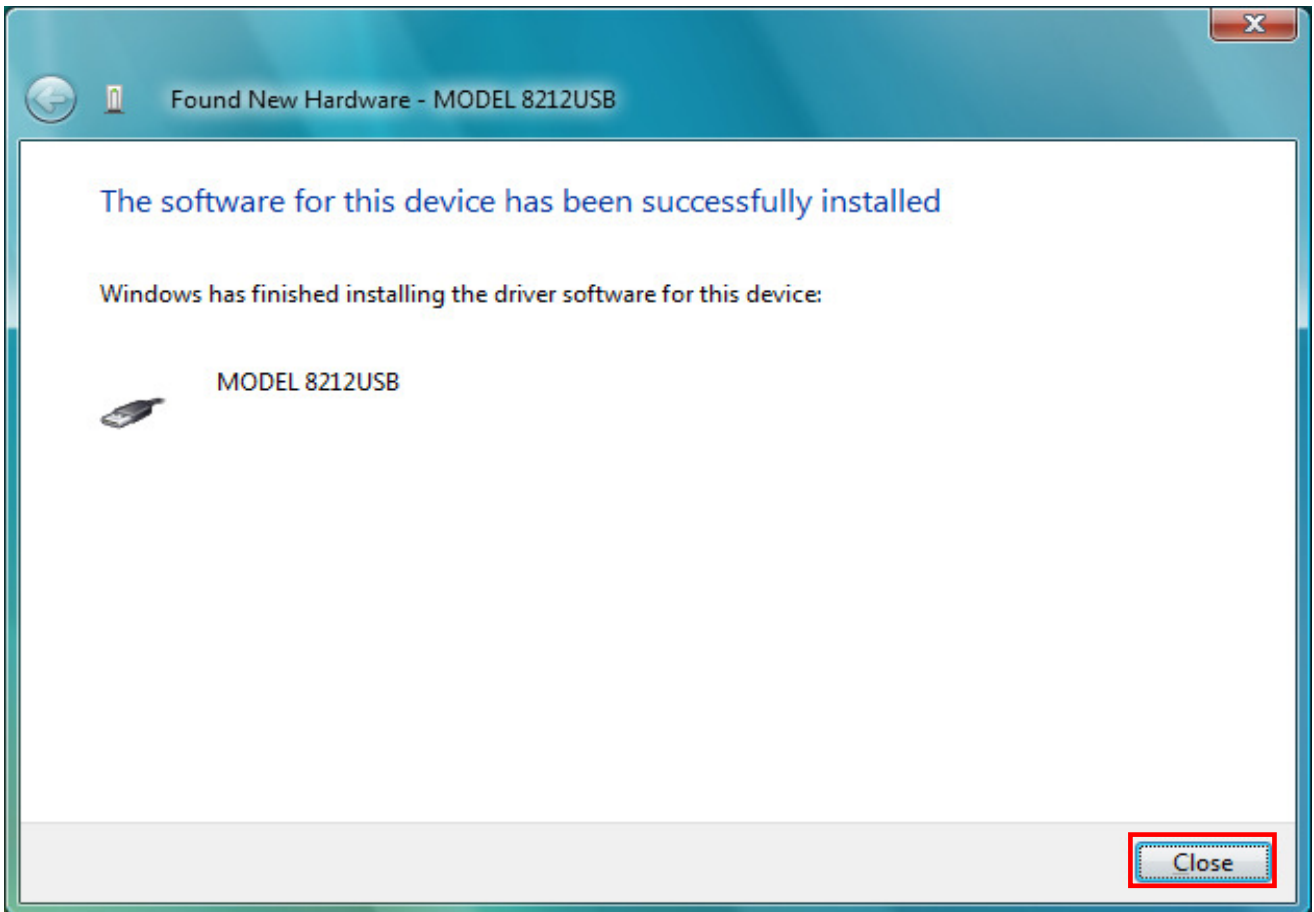 Found New Hardware - MODEL 8212USB
The software for this device has been successfully installed
Windows has finished installing the driver software for this device:
MODEL 8212USB
Close